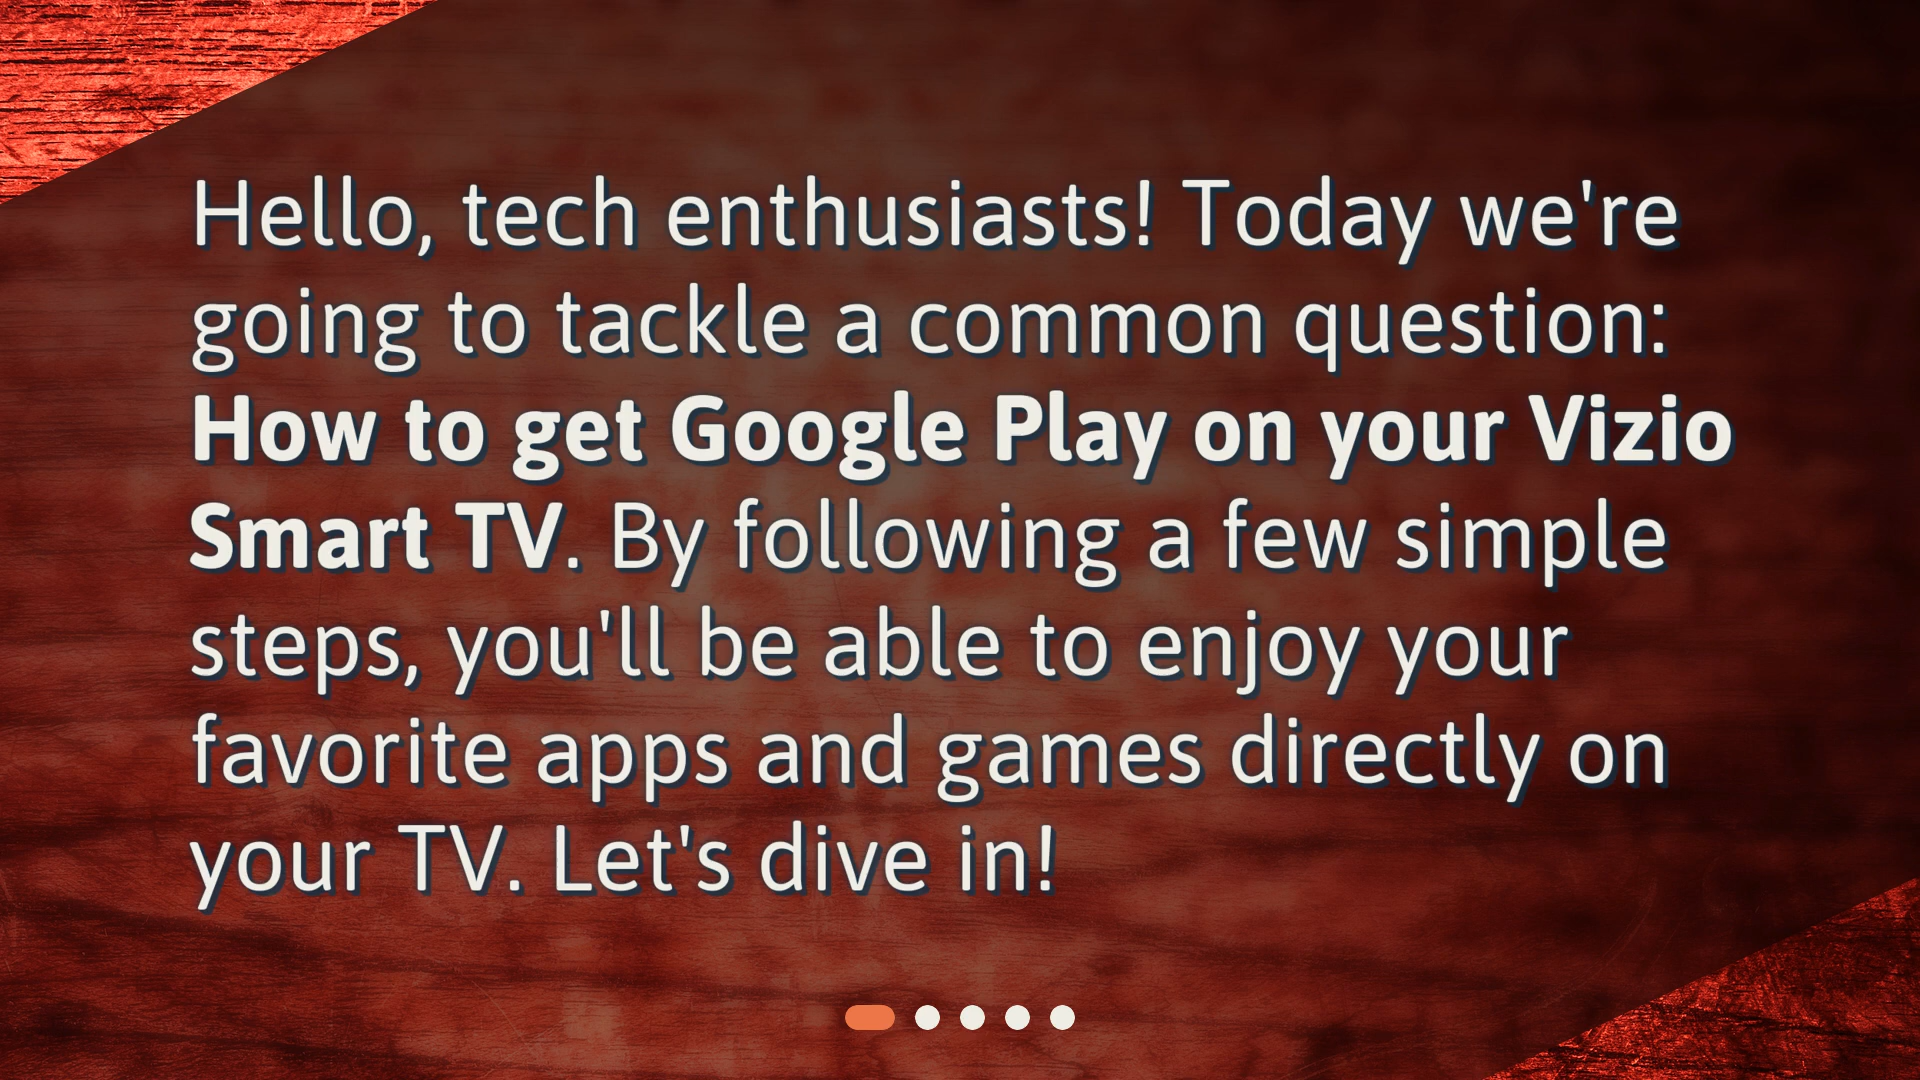 Hello, tech enthusiasts! Today we're
going to tackle a common question:
How to get Google Play on your Vizio
Smart TV. By following a few simple
steps, you'll be able to enjoy your
favorite apps and games directly on
your TV. Let's dive in!